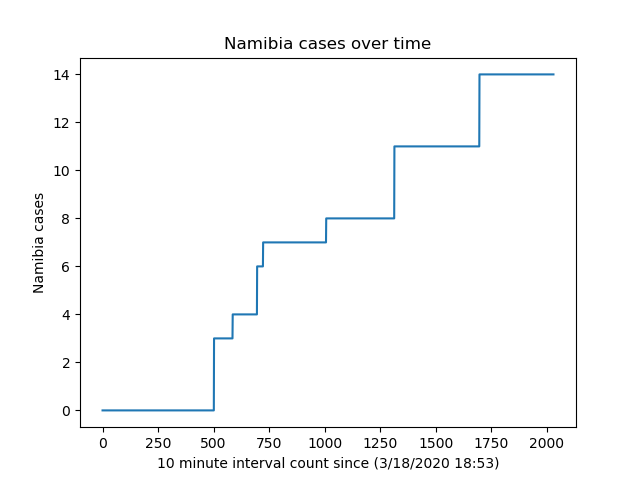 Namibia cases over time
14
12
10
8
6
4
2
0
Namibia cases
0 250 500 750 1000 1250 1500 1750 2000
10 minute interval count since (3/18/2020 18:53)